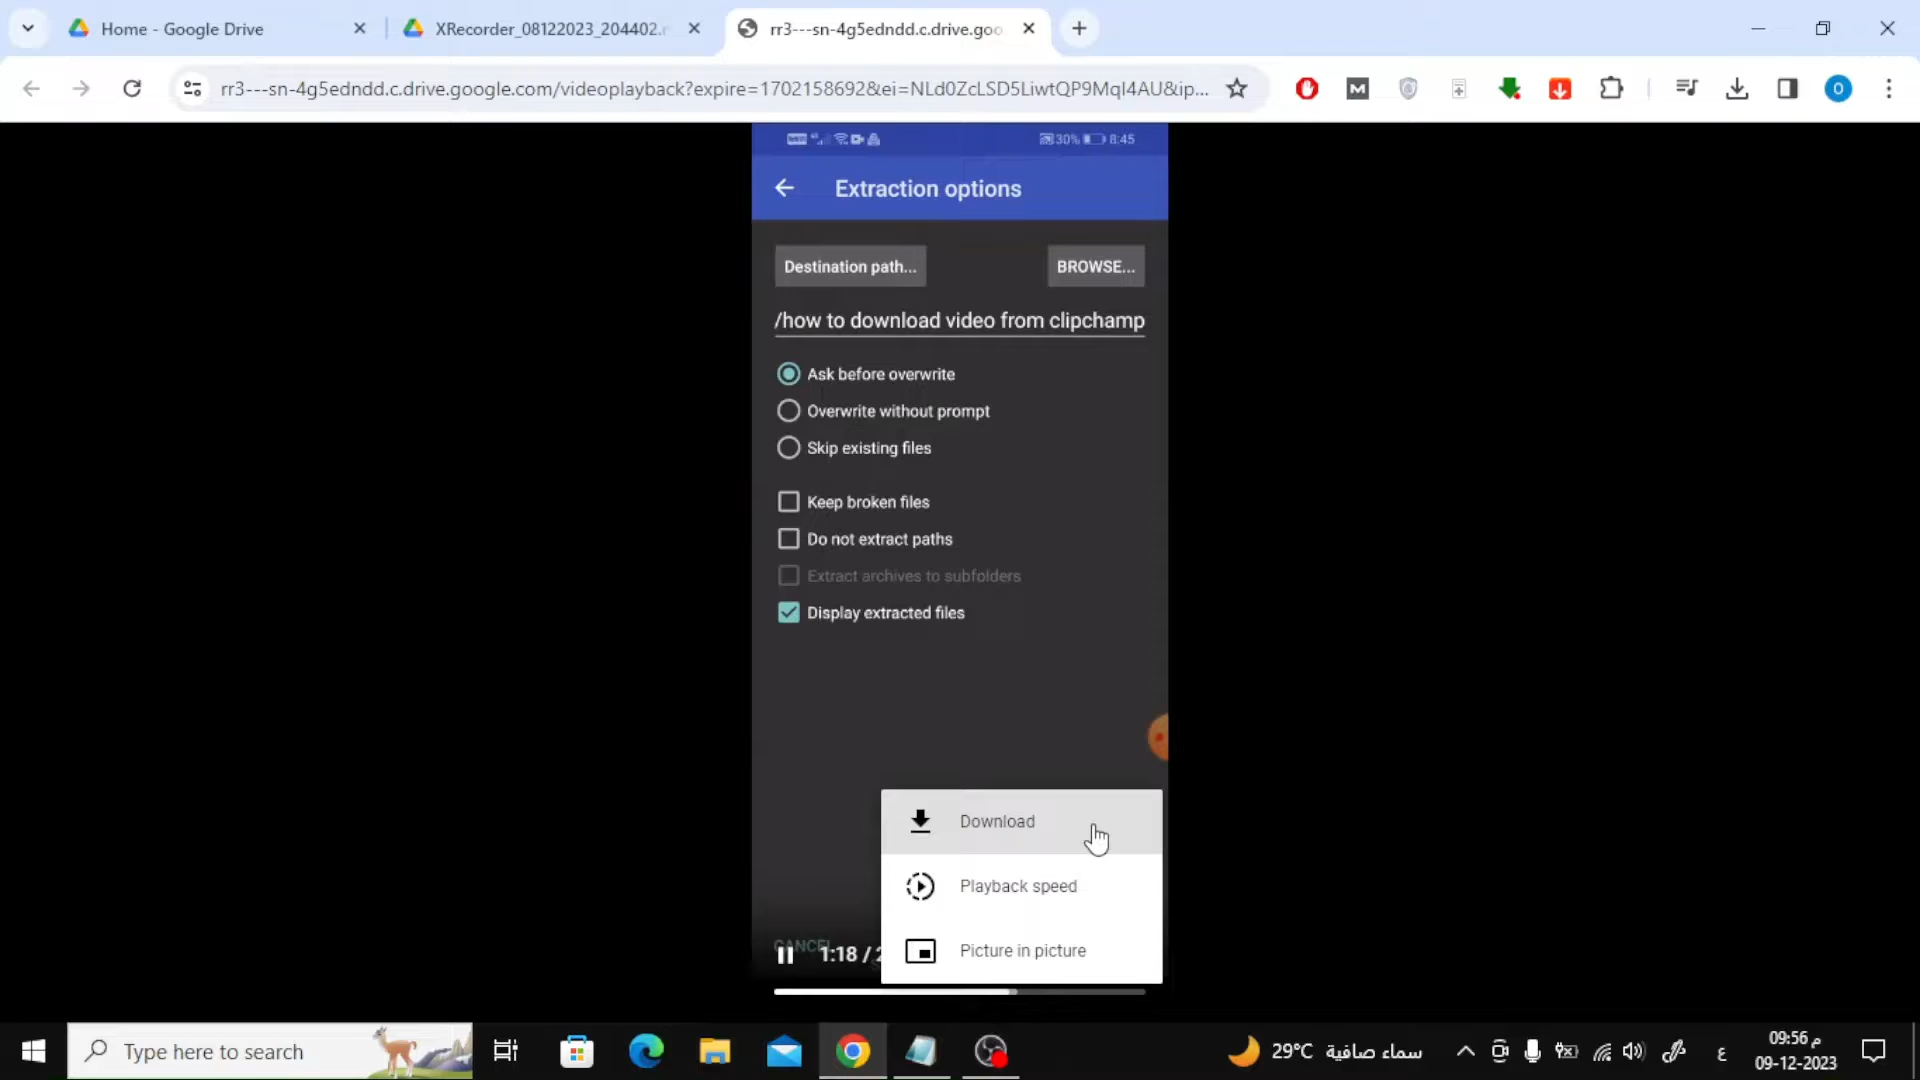 Home - Google Drive
XRecorder_08122023_204402.
rr3---sn-4g5edndd.c.drive.goo
rr3---sn-4g5edndd.c.drive.google.com/videoplayback?expire=1702158692&ei=NLd0ZcLSD5LiwtQP9MqI4AU&ip...
M
O
30% 8:45
Extraction options
Destination path...
BROWSE...
/how to download video from clipchamp
Ask before overwrite
Overwrite without prompt
Skip existing files
Keep broken files
Do not extract paths
Extract archives to subfolders
Display extracted files
Download
Playback speed
Picture in picture
CANCEL
1:18 / 2
Type here to search
29°C سماء صافية
ع
09:56 م
09-12-2023